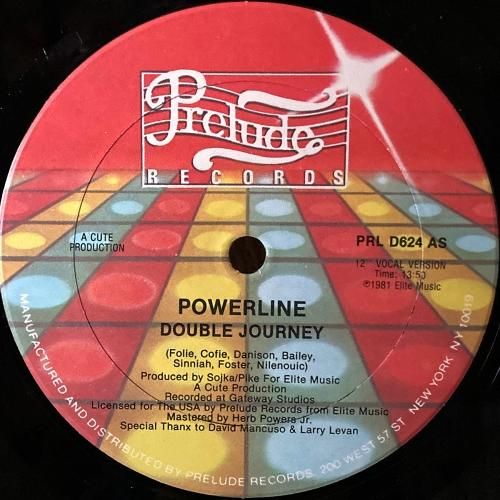 Prelude
RECORDS
A CUTE
PRODUCTION
PRL D624 AS
12" VOCAL VERSION
Time: 13:50
℗1981 Elite Music
POWERLINE
DOUBLE JOURNEY
(Folie, Cofie, Danison, Bailey,
Sinniah, Foster, Nilenouic)
Produced by Sojka/Pike For Elite Music
A Cute Production
Recorded at Gateway Studios
Licensed for The USA by Prelude Records from Elite Music
Mastered by Herb Powers Jr.
Special Thanx to David Mancuso & Larry Levan
MANUFACTURED AND DISTRIBUTED BY PRELUDE RECORDS 200 WEST 57 ST. NEW YORK, NY 10019